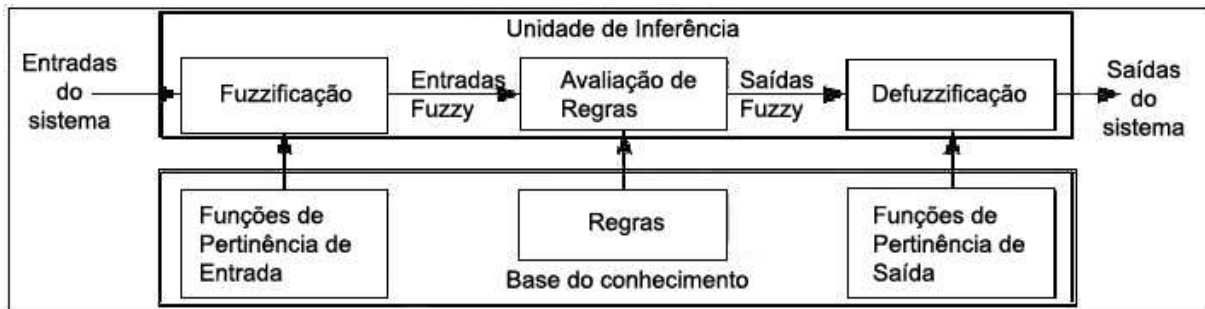 Unidade de Inferência
Entradas
do
sistema
Fuzzificação
Entradas
Fuzzy
Avaliação de
Regras
Saídas
Fuzzy
Defuzzificação
Saídas
do
sistema
Funções de
Pertinência de
Entrada
Regras
Funções de
Pertinência de
Saída
Base do conhecimento